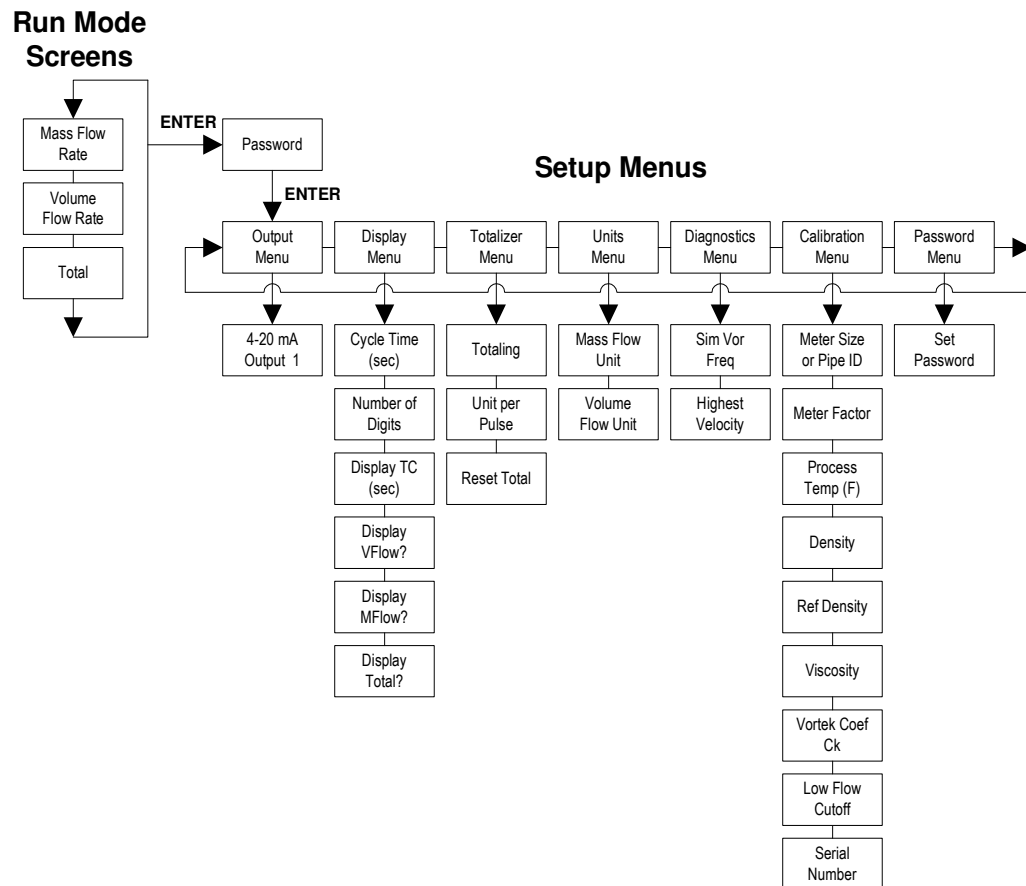 Run Mode
Screens
Mass Flow
Rate
Volume
Flow Rate
Total
ENTER
Password
ENTER
Setup Menus
Output
Menu
Display
Menu
Totalizer
Menu
Units
Menu
Diagnostics
Menu
Calibration
Menu
Password
Menu
4-20 mA
Output 1
Cycle Time
(sec)
Number of
Digits
Display TC
(sec)
Display
VFlow?
Display
MFlow?
Display
Total?
Totaling
Unit per
Pulse
Reset Total
Mass Flow
Unit
Volume
Flow Unit
Sim Vor
Freq
Highest
Velocity
Meter Size
or Pipe ID
Meter Factor
Process
Temp (F)
Density
Ref Density
Viscosity
Vortek Coef
Ck
Low Flow
Cutoff
Serial
Number
Set
Password